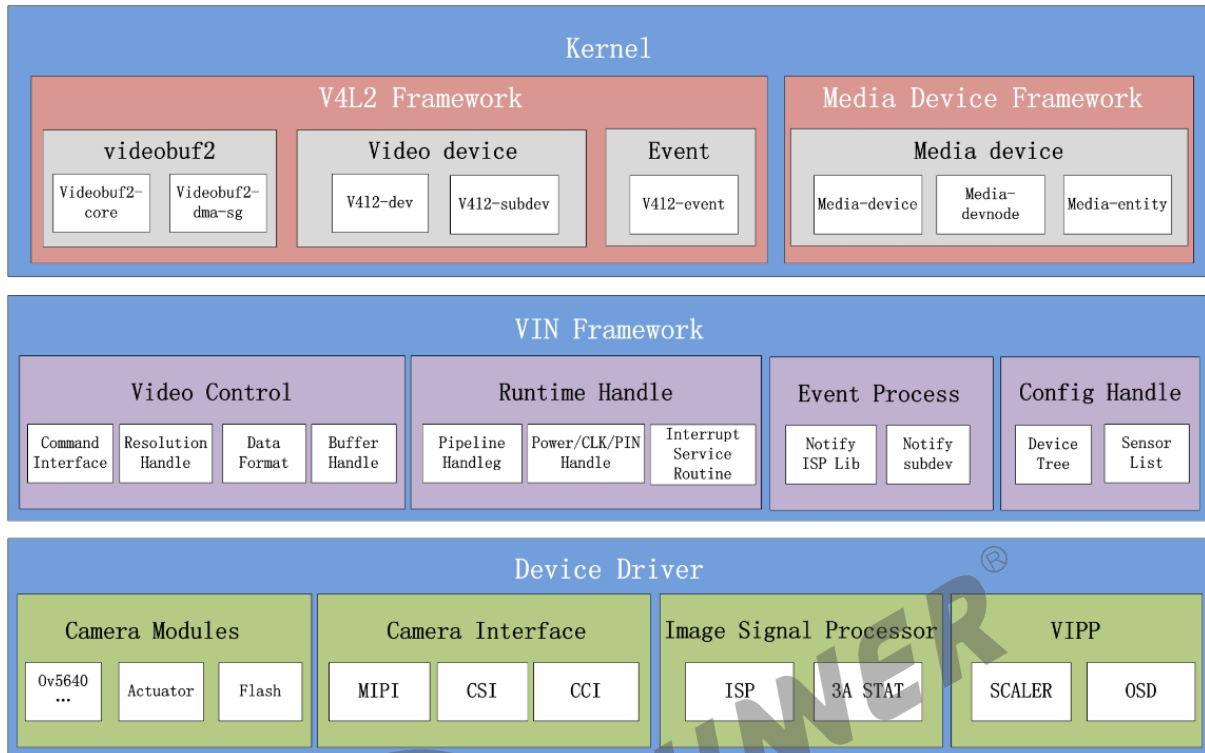 Kernel
V4L2 Framework
Media Device Framework
videobuf2
Video device
Event
Media device
Videobuf2-
core
Videobuf2-
dma-sg
V4l2-dev
V4l2-subdev
V4l2-event
Media-device
Media-
devnode
Media-entity
VIN Framework
Video Control
Runtime Handle
Event Process
Config Handle
Command
Interface
Resolution
Handle
Data
Format
Buffer
Handle
Pipeline
Handleg
Power/CLK/PIN
Handle
Interrupt
Service
Routine
Notify
ISP Lib
Notify
subdev
Device
Tree
Sensor
List
Device Driver
Camera Modules
Camera Interface
Image Signal Processor
VIPP
Ov5640
...
Actuator
Flash
MIPI
CSI
CCI
ISP
3A STAT
SCALER
OSD